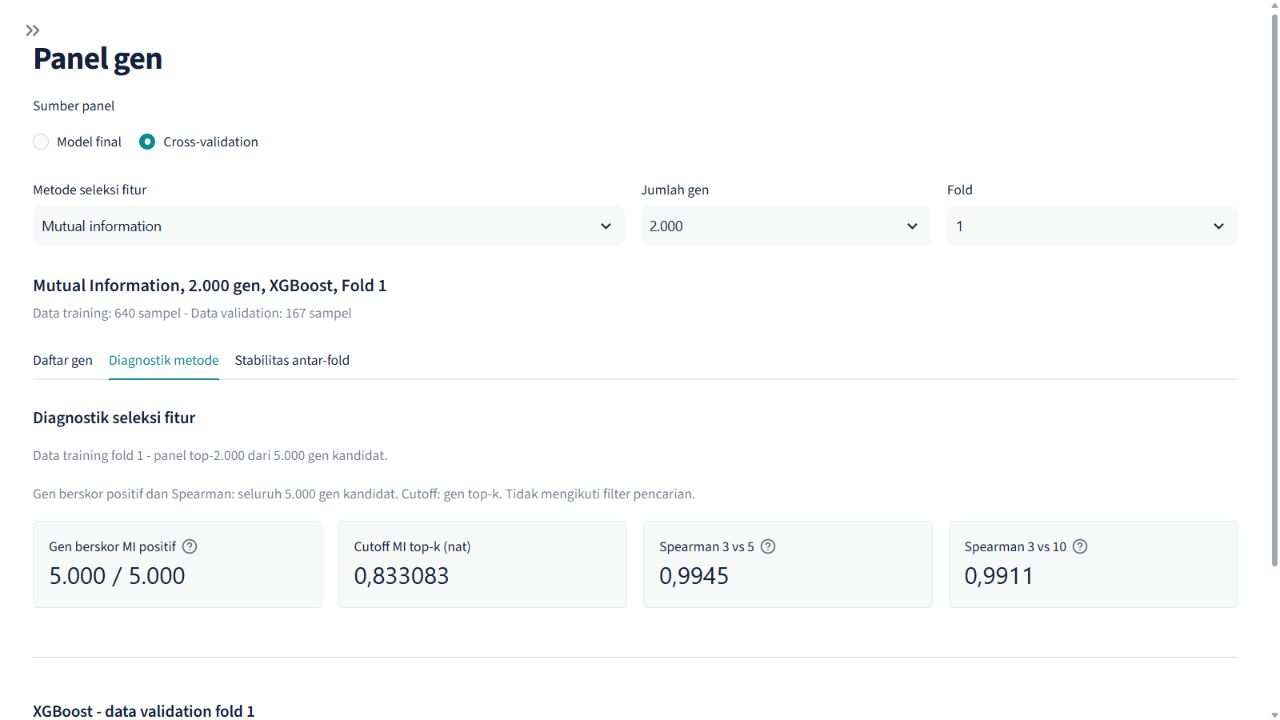 Panel gen
Sumber panel
Model final
Cross-validation
Metode seleksi fitur
Jumlah gen
Fold
Mutual information
2.000
1
Mutual Information, 2.000 gen, XGBoost, Fold 1
Data training: 640 sampel - Data validation: 167 sampel
Daftar gen
Diagnostik metode
Stabilitas antar-fold
Diagnostik seleksi fitur
Data training fold 1 - panel top-2.000 dari 5.000 gen kandidat.
Gen berskor positif dan Spearman: seluruh 5.000 gen kandidat. Cutoff: gen top-k. Tidak mengikuti filter pencarian.
Gen berskor MI positif
5.000 / 5.000
Cutoff MI top-k (nat)
0,833083
Spearman 3 vs 5
0,9945
Spearman 3 vs 10
0,9911
XGBoost - data validation fold 1